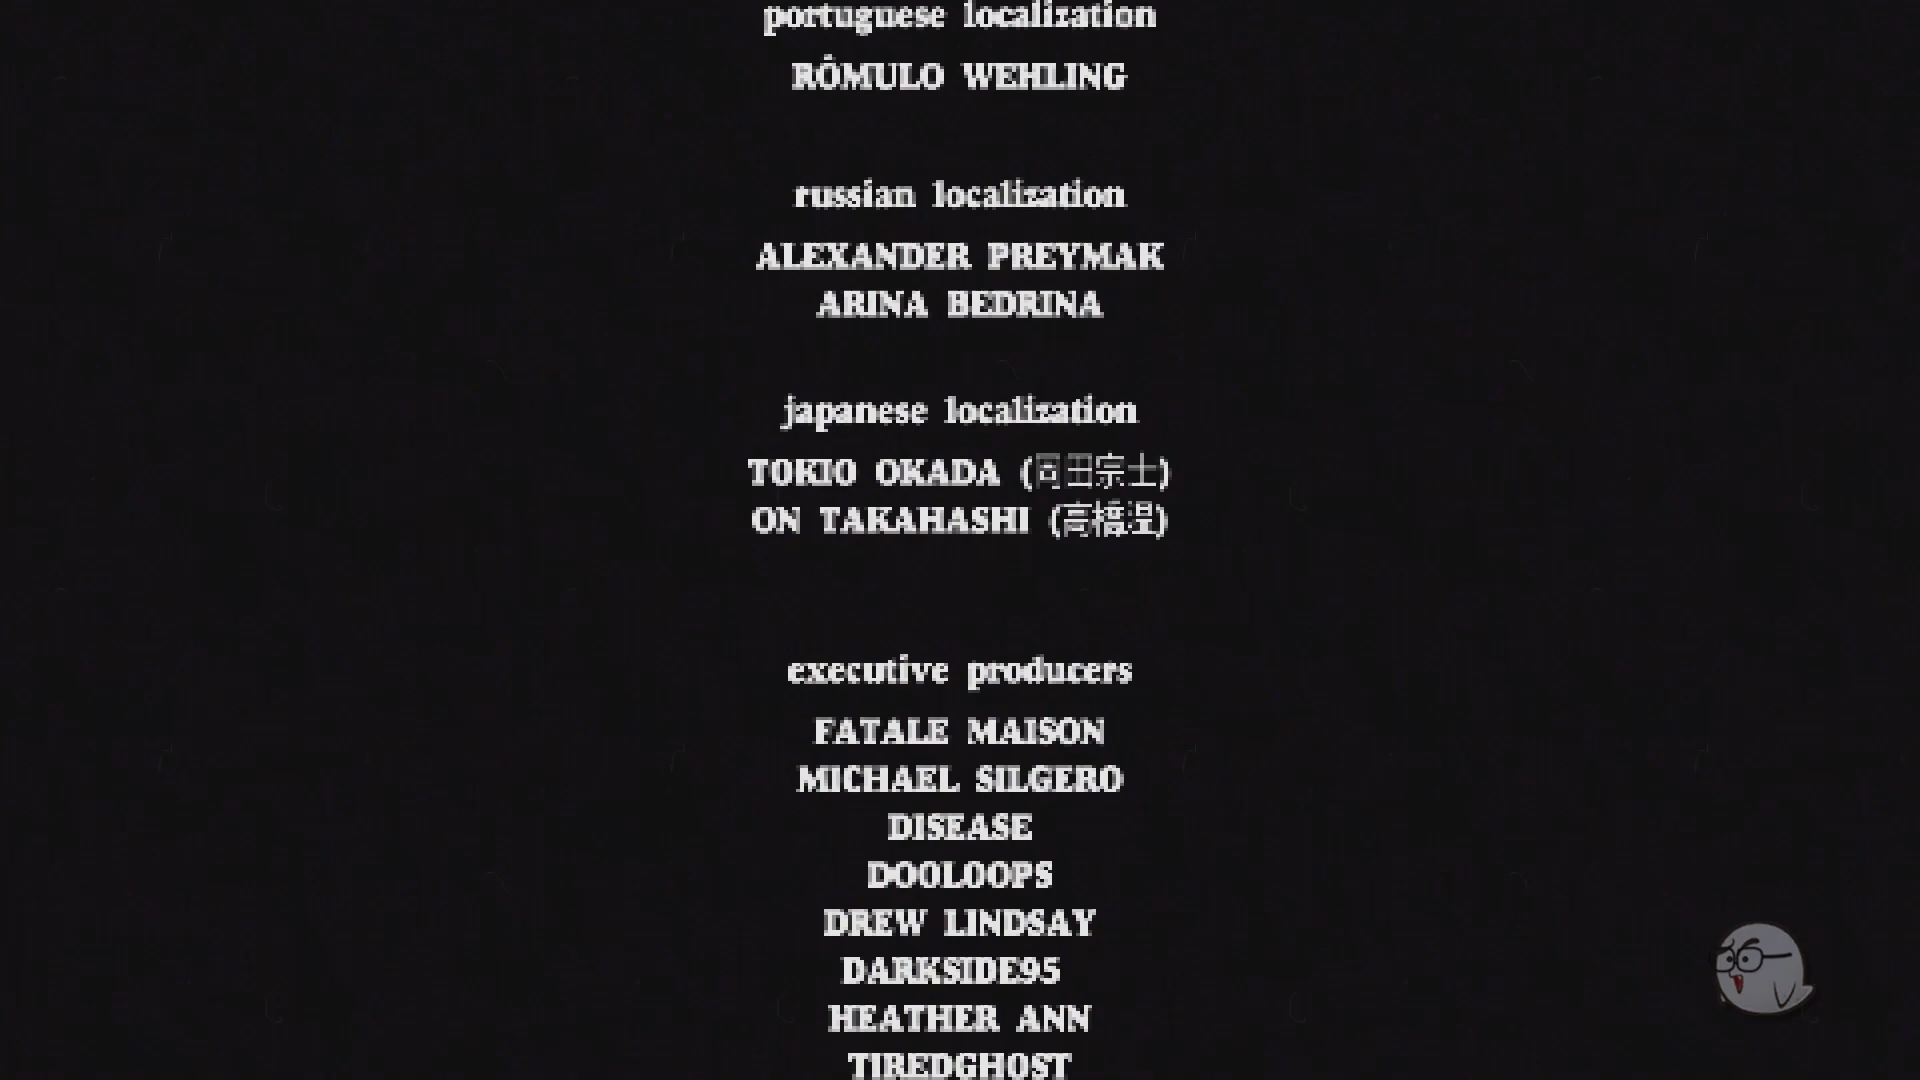 portuguese localization
RÔMULO WEHLING
russian localization
ALEXANDER PREYMAK
ARINA BEDRINA
japanese localization
TOKIO OKADA (岡田宗士)
ON TAKAHASHI (高橋涅)
executive producers
FATALE MAISON
MICHAEL SILGERO
DISEASE
DOOLOOPS
DREW LINDSAY
DARKSIDE95
HEATHER ANN
TIREDGHOST